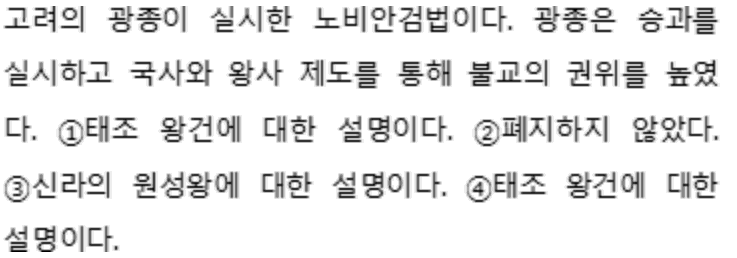 고려의 광종이 실시한 노비안검법이다. 광종은 승과를
실시하고 국사와 왕사 제도를 통해 불교의 권위를 높였
다. ①태조 왕건에 대한 설명이다. ②폐지하지 않았다.
③신라의 원성왕에 대한 설명이다. ④태조 왕건에 대한
설명이다.